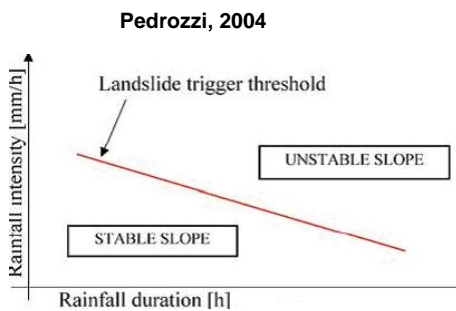 Pedrozzi, 2004
Landslide trigger threshold
UNSTABLE SLOPE
STABLE SLOPE
Rainfall intensity [mm/h]
Rainfall duration [h]